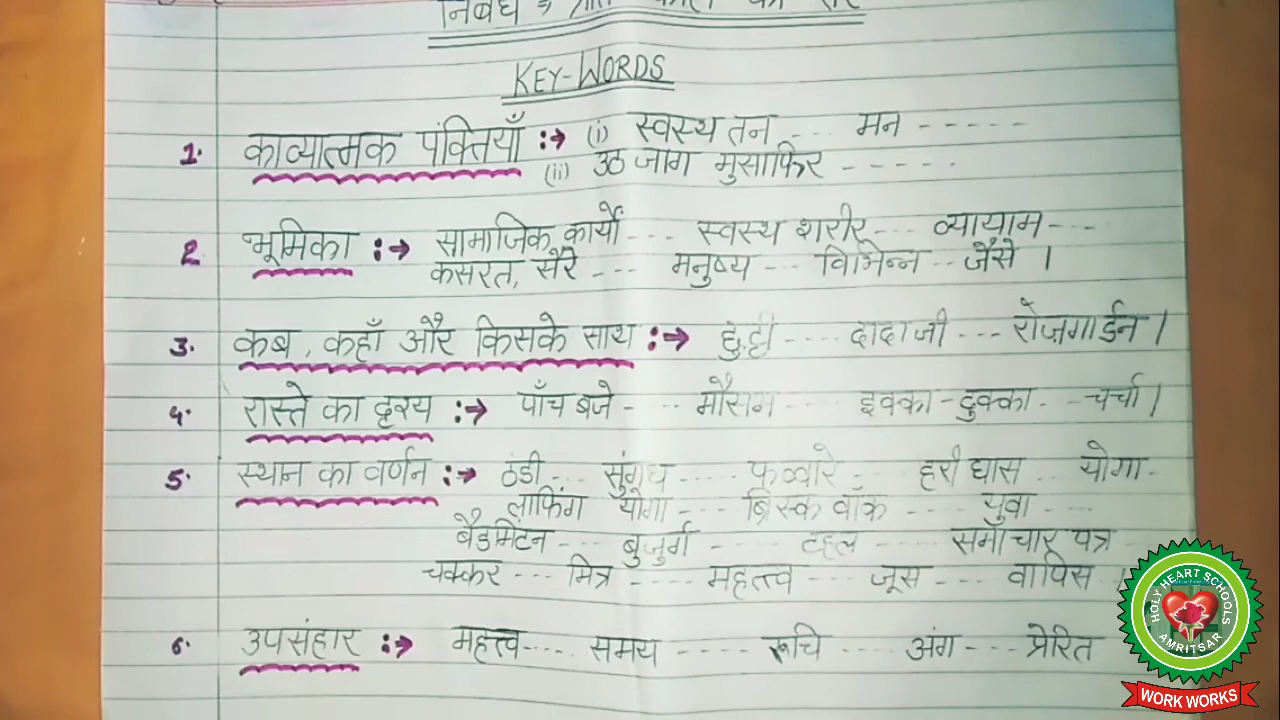 निबंध ⇒ प्रातः काल की सैर
KEY-WORDS
1. काव्यात्मक पंक्तियाँ :→ (i) स्वस्थ तन .... मन ------
(ii) उठ जाग मुसाफिर -----
2 भूमिका :→ सामाजिक कार्यों ---- स्वस्थ शरीर --- व्यायाम ----
कसरत, सैर --- मनुष्य --- विभिन्न .. जैसे ।
3. कब, कहाँ और किसके साथ :→ छुट्टी ----- दादा जी --- रोज़गार्डन ।
4. रास्ते का दृश्य :→ पाँच बजे ----- मौसम ----- इक्का-दुक्का --- चर्चा ।
5. स्थान का वर्णन :→ ठंडी ... सुंगध ..... फव्वारे --- हरी घास ... योगा -
लाफिंग योगा ---- ब्रिस्क वॉक ---- युवा ----
बैडमिंटन ---- बुजुर्ग ----- टहल ----- समाचार पत्र --
चक्कर ---- मित्र ----- महत्त्व ---- जूस --- वापिस ।
6. उपसंहार :→ महत्त्व ---- समय ----- रूचि .... अंग --- प्रेरित
HOLY HEART SCHOOLS
AMRITSAR
WORK WORKS